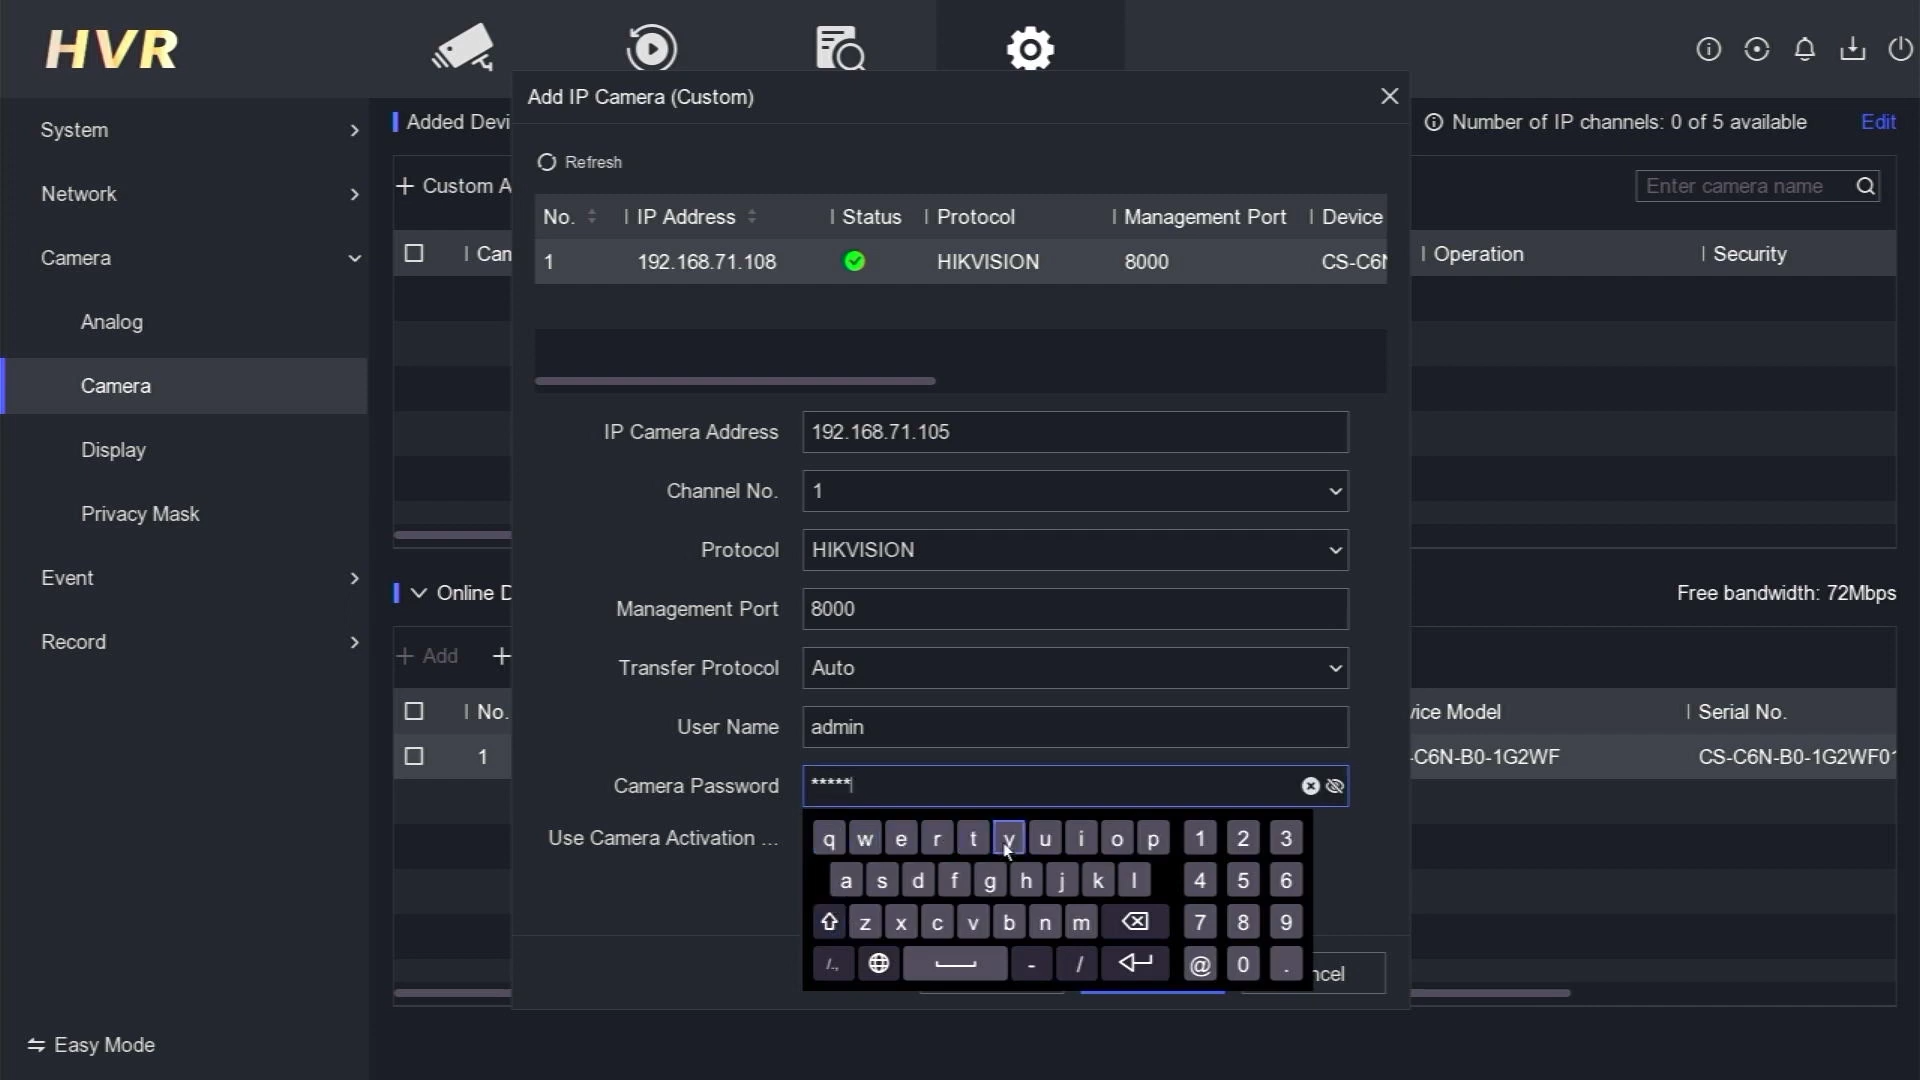 HVR
System
Network
Camera
Analog
Camera
Display
Privacy Mask
Event
Record
Easy Mode
Added Devi
Number of IP channels: 0 of 5 available
Edit
Custom A
Enter camera name
Can
Operation
Security
Online D
Free bandwidth: 72Mbps
Add
No.
vice Model
Serial No.
1
-C6N-B0-1G2WF
CS-C6N-B0-1G2WF01
Add IP Camera (Custom)
Refresh
No. IP Address Status Protocol Management Port Device
1 192.168.71.108 HIKVISION 8000 CS-C6N
IP Camera Address 192.168.71.105
Channel No. 1
Protocol HIKVISION
Management Port 8000
Transfer Protocol Auto
User Name admin
Camera Password *****
Use Camera Activation ...
q w e r t y u i o p 1 2 3
a s d f g h j k l 4 5 6
z x c v b n m 7 8 9
/., - / @ 0 .
ncel